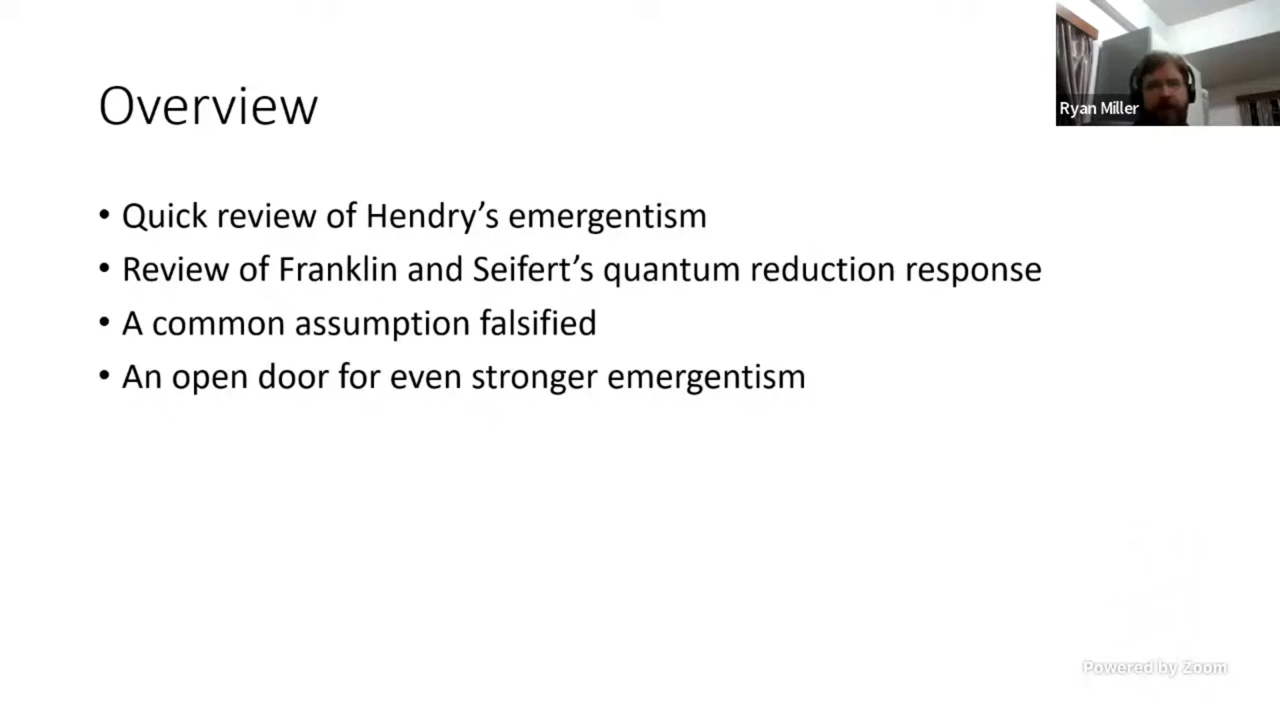 Overview
Ryan Miller
• Quick review of Hendry's emergentism
• Review of Franklin and Seifert's quantum reduction response
• A common assumption falsified
• An open door for even stronger emergentism
Powered by Zoom